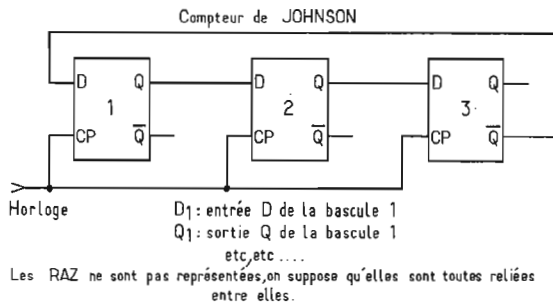 Compteur de JOHNSON
D Q D Q D Q
1 2 3
CP Q̅ CP Q̅ CP Q̅
Horloge
D1: entrée D de la bascule 1
Q1: sortie Q de la bascule 1
etc,etc ....
Les RAZ ne sont pas représentées,on suppose qu'elles sont toutes reliées
entre elles.